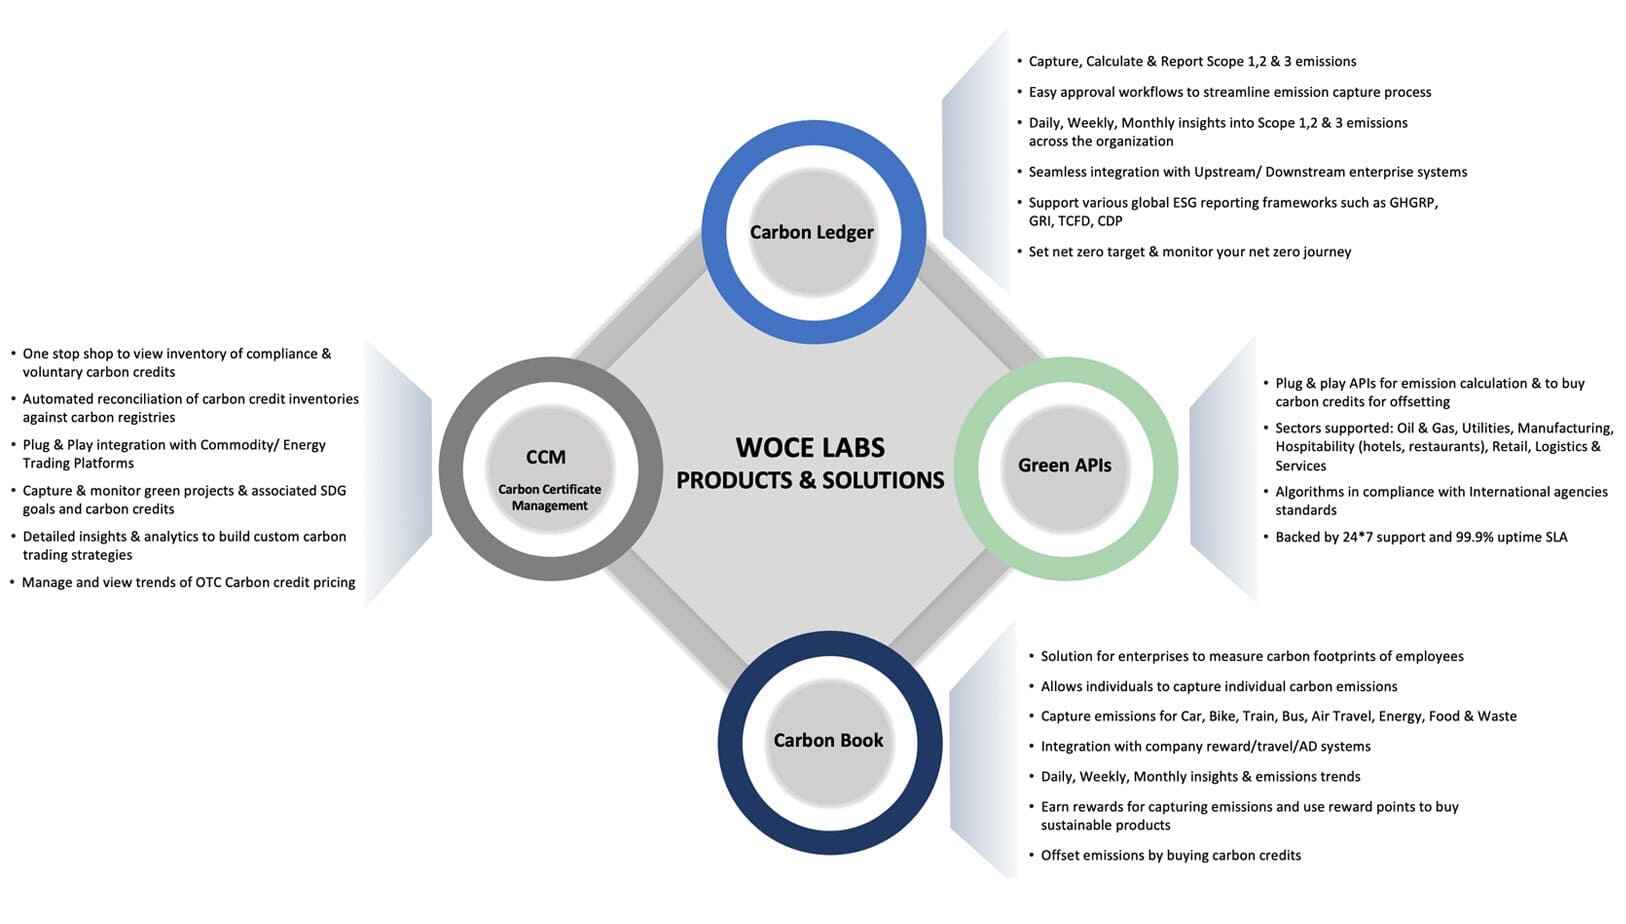 • Capture, Calculate & Report Scope 1,2 & 3 emissions
• Easy approval workflows to streamline emission capture process
• Daily, Weekly, Monthly insights into Scope 1,2 & 3 emissions
across the organization
• Seamless integration with Upstream/ Downstream enterprise systems
• Support various global ESG reporting frameworks such as GHGRP,
GRI, TCFD, CDP
• Set net zero target & monitor your net zero journey
Carbon Ledger
• One stop shop to view inventory of compliance &
voluntary carbon credits
• Automated reconciliation of carbon credit inventories
against carbon registries
• Plug & Play integration with Commodity/ Energy
Trading Platforms
• Capture & monitor green projects & associated SDG
goals and carbon credits
• Detailed insights & analytics to build custom carbon
trading strategies
• Manage and view trends of OTC Carbon credit pricing
CCM
Carbon Certificate
Management
WOCE LABS
PRODUCTS & SOLUTIONS
Green APIs
• Plug & play APIs for emission calculation & to buy
carbon credits for offsetting
• Sectors supported: Oil & Gas, Utilities, Manufacturing,
Hospitability (hotels, restaurants), Retail, Logistics &
Services
• Algorithms in compliance with International agencies
standards
• Backed by 24*7 support and 99.9% uptime SLA
Carbon Book
• Solution for enterprises to measure carbon footprints of employees
• Allows individuals to capture individual carbon emissions
• Capture emissions for Car, Bike, Train, Bus, Air Travel, Energy, Food & Waste
• Integration with company reward/travel/AD systems
• Daily, Weekly, Monthly insights & emissions trends
• Earn rewards for capturing emissions and use reward points to buy
sustainable products
• Offset emissions by buying carbon credits